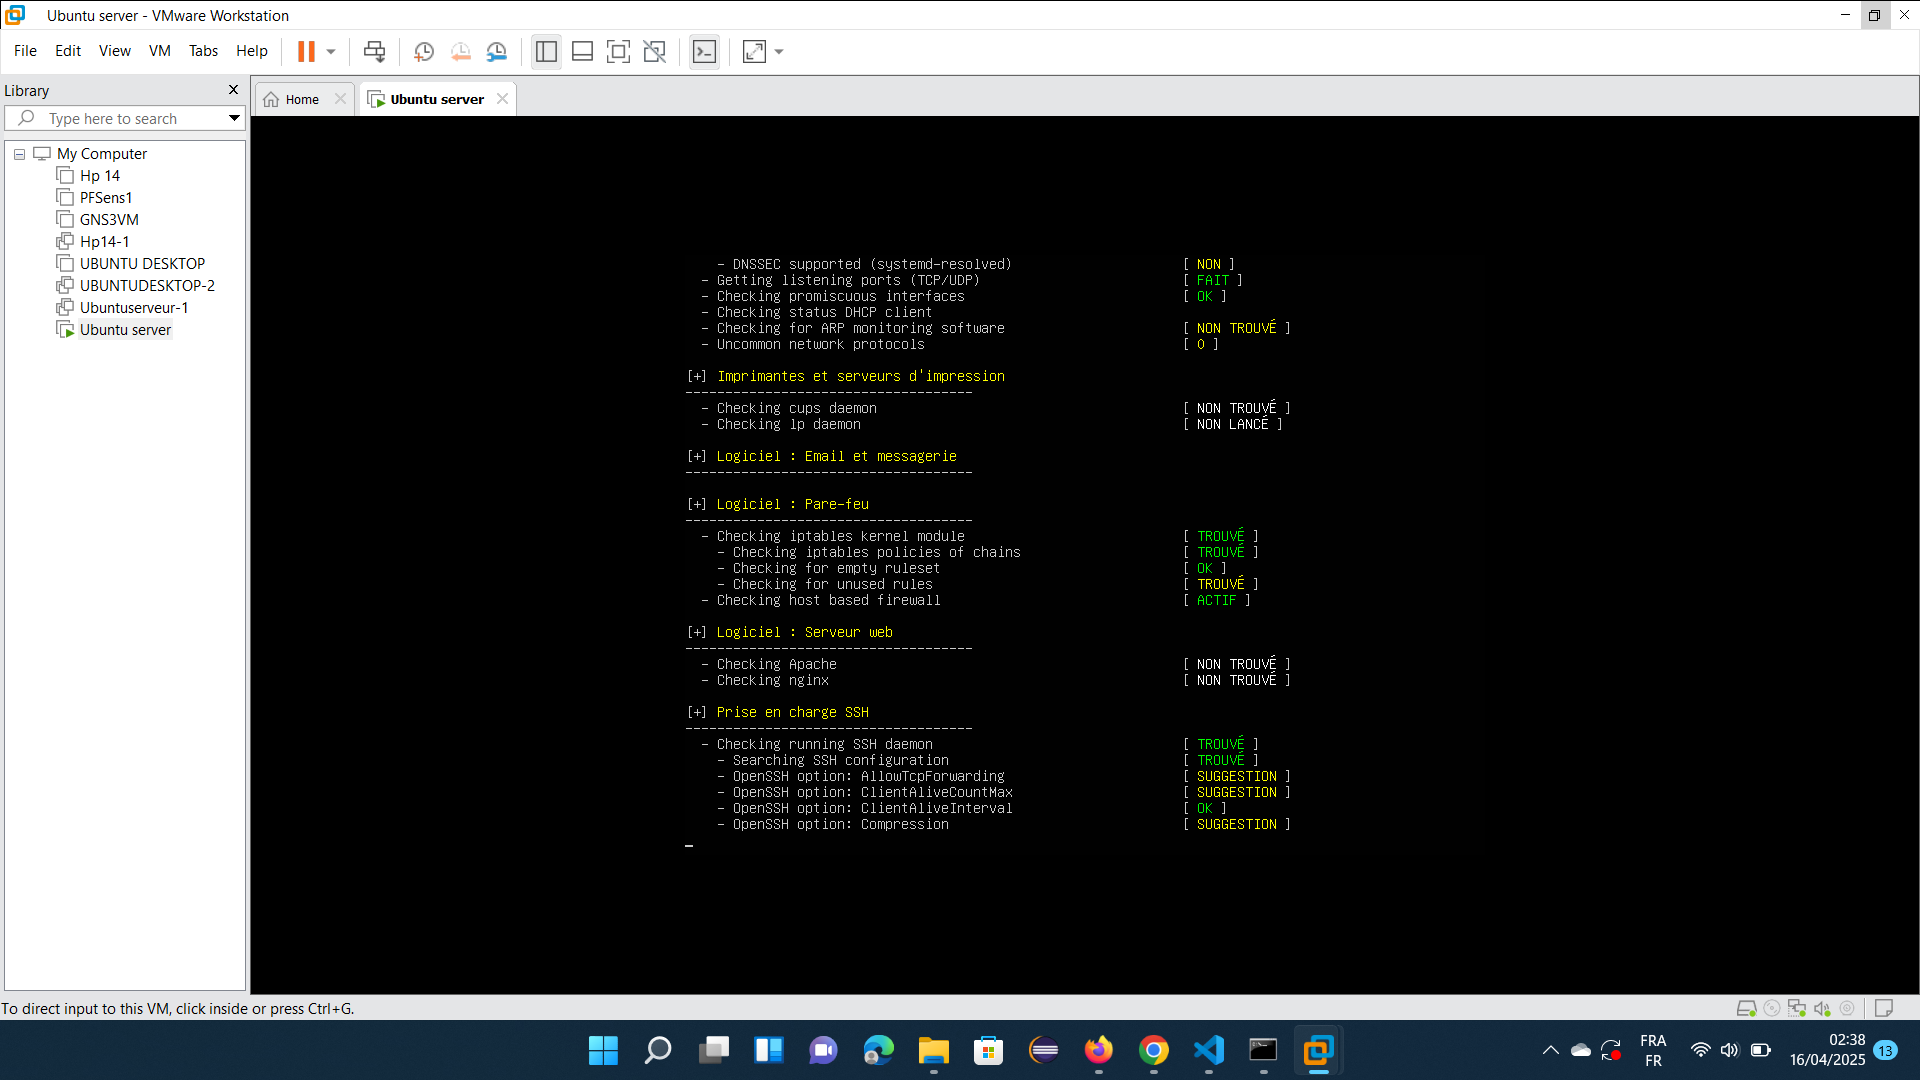 Ubuntu server - VMware Workstation
File Edit View VM Tabs Help
Library
Type here to search
Home
Ubuntu server
My Computer
Hp 14
PFSens1
GNS3VM
Hp14-1
UBUNTU DESKTOP
UBUNTUDESKTOP-2
Ubuntuserveur-1
Ubuntu server
- DNSSEC supported (systemd-resolved) [ NON ]
- Getting listening ports (TCP/UDP) [ FAIT ]
- Checking promiscuous interfaces [ OK ]
- Checking status DHCP client
- Checking for ARP monitoring software [ NON TROUVÉ ]
- Uncommon network protocols [ 0 ]
[+] Imprimantes et serveurs d'impression
------------------------------------
- Checking cups daemon [ NON TROUVÉ ]
- Checking lp daemon [ NON LANCÉ ]
[+] Logiciel : Email et messagerie
------------------------------------
[+] Logiciel : Pare-feu
------------------------------------
- Checking iptables kernel module [ TROUVÉ ]
- Checking iptables policies of chains [ TROUVÉ ]
- Checking for empty ruleset [ OK ]
- Checking for unused rules [ TROUVÉ ]
- Checking host based firewall [ ACTIF ]
[+] Logiciel : Serveur web
------------------------------------
- Checking Apache [ NON TROUVÉ ]
- Checking nginx [ NON TROUVÉ ]
[+] Prise en charge SSH
------------------------------------
- Checking running SSH daemon [ TROUVÉ ]
- Searching SSH configuration [ TROUVÉ ]
- OpenSSH option: AllowTcpForwarding [ SUGGESTION ]
- OpenSSH option: ClientAliveCountMax [ SUGGESTION ]
- OpenSSH option: ClientAliveInterval [ OK ]
- OpenSSH option: Compression [ SUGGESTION ]
To direct input to this VM, click inside or press Ctrl+G.
FRA
FR
02:38
16/04/2025
13